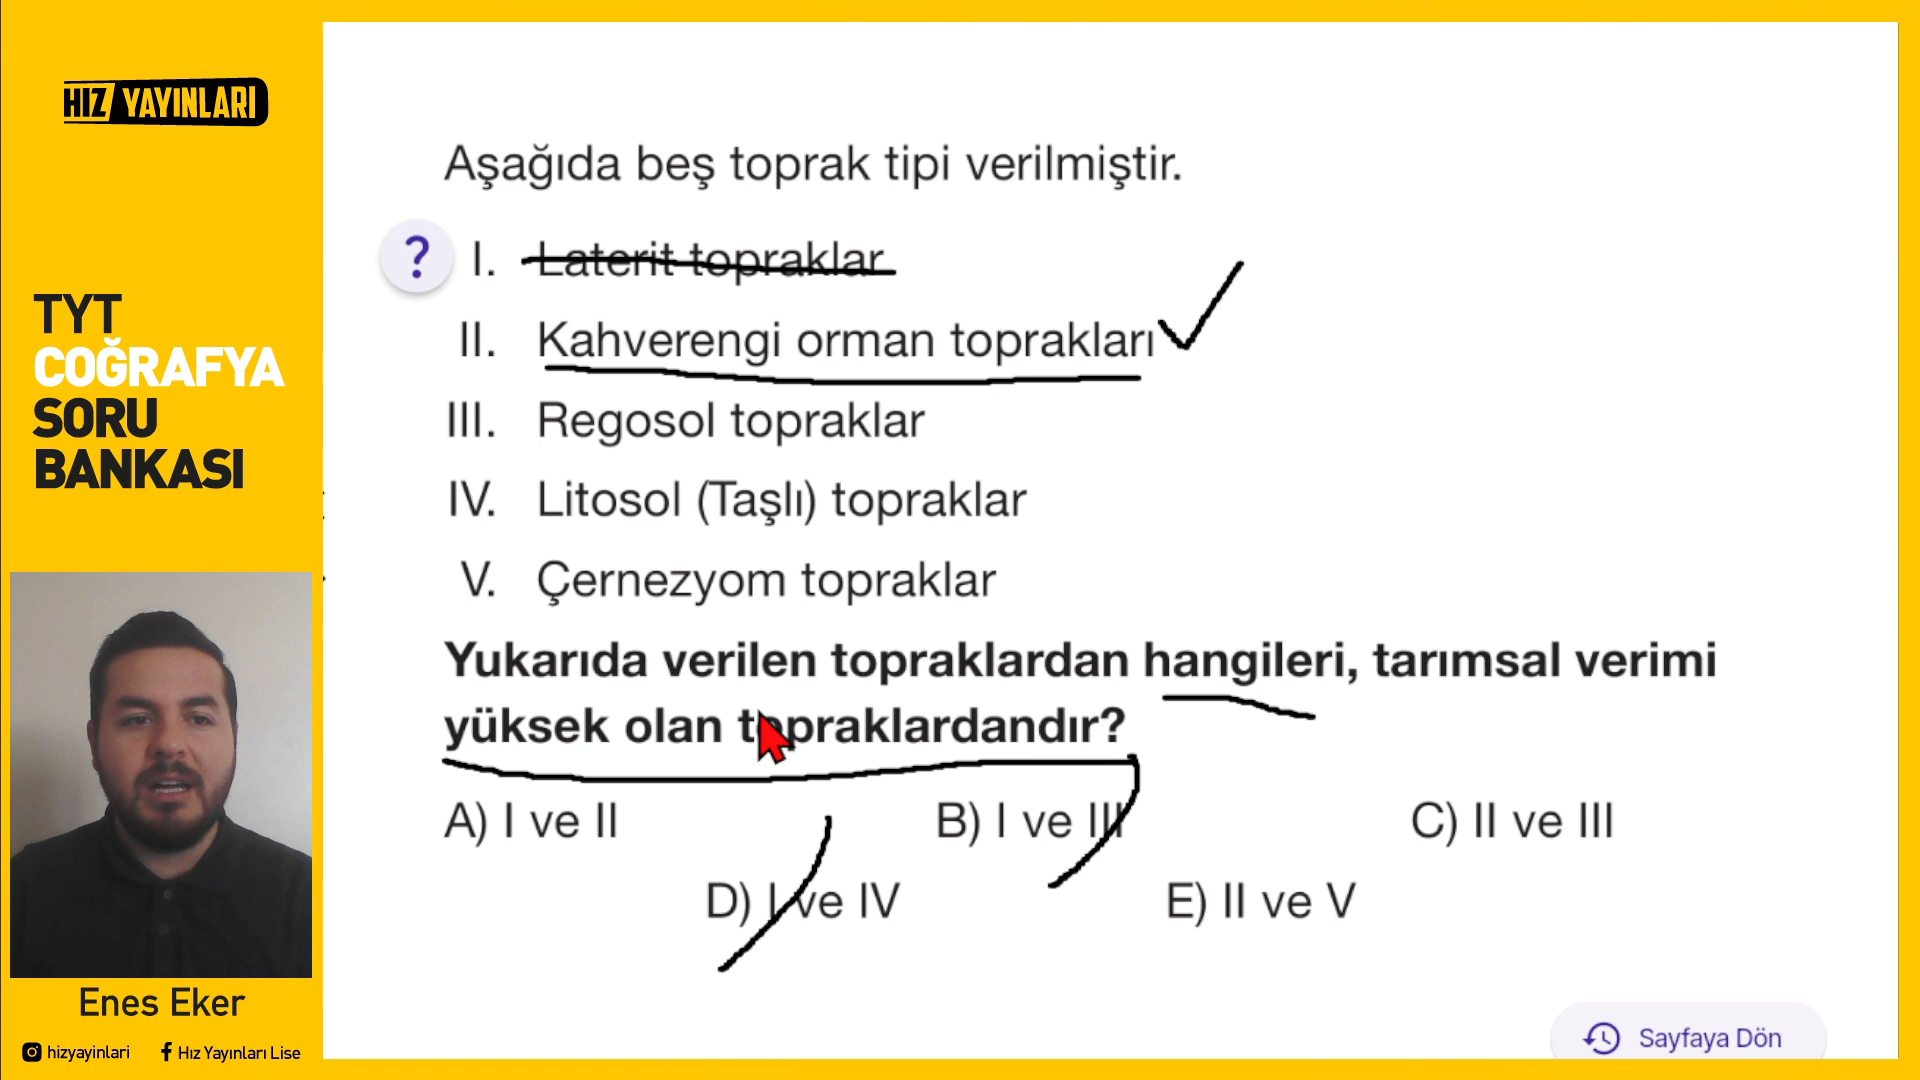 HIZ YAYINLARI
TYT
COĞRAFYA
SORU
BANKASI
Enes Eker
hizyayinlari
Hız Yayınları Lise
Aşağıda beş toprak tipi verilmiştir.
?
I. Laterit topraklar
II. Kahverengi orman toprakları
III. Regosol topraklar
IV. Litosol (Taşlı) topraklar
V. Çernezyom topraklar
Yukarıda verilen topraklardan hangileri, tarımsal verimi
yüksek olan topraklardandır?
A) I ve II B) I ve III C) II ve III
D) I ve IV E) II ve V
Sayfaya Dön